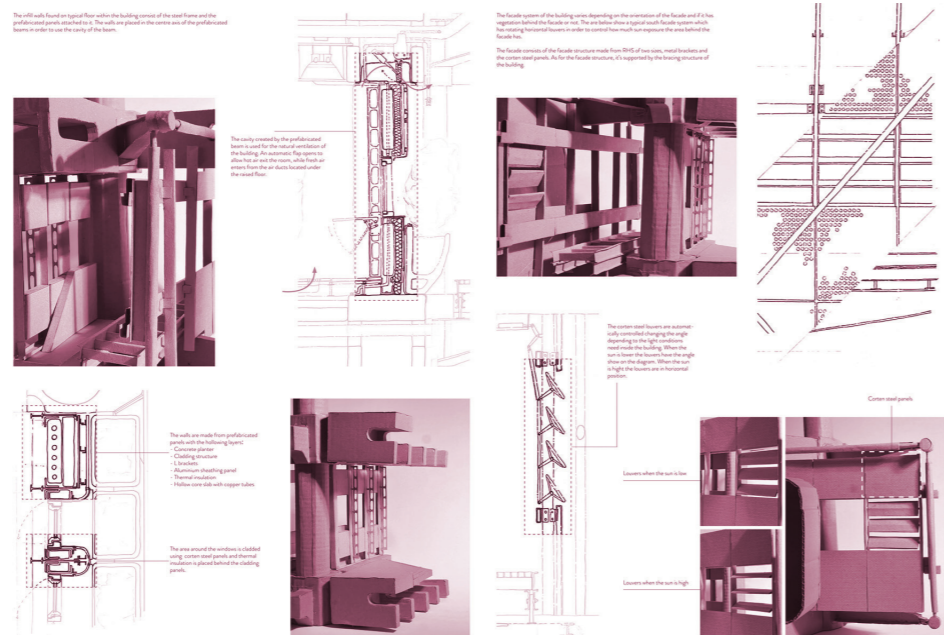 The infill walls found on typical floor within the building consist of the steel frame and the
prefabricated panels attached to it. The walls are placed in the centre axis of the prefabricated
beams in order to use the cavity of the beam.
The cavity created by the prefabricated
beam is used for the natural ventilation of
the building. An automatic flap opens to
allow hot air exit the room, while fresh air
enters from the air ducts located under
the raised floor.
The walls are made from prefabricated
panels with the hollowing layers:
- Concrete planter
- Cladding structure
- L brackets
- Aluminium sheathing panel
- Thermal insulation
- Hollow core slab with copper tubes
The area around the windows is cladded
using corten steel panels and thermal
insulation is placed behind the cladding
panels.
The facade system of the building varies depending on the orientation of the facade and if it has
vegetation behind the facade or not. The are below show a typical south facade system which
has rotating horizontal louvers in order to control how much sun exposure the area behind the
facade has.
The facade consists of the facade structure made from RHS of two sizes, metal brackets and
the corten steel panels. As for the facade structure, it's supported by the bracing structure of
the building.
The corten steel louvers are automat-
ically controlled changing the angle
depending to the light conditions
need inside the building. When the
sun is lower the louvers have the angle
show on the diagram. When the sun
is hight the louvers are in horizontal
position.
Corten steel panels
Louvers when the sun is low
Louvers when the sun is high